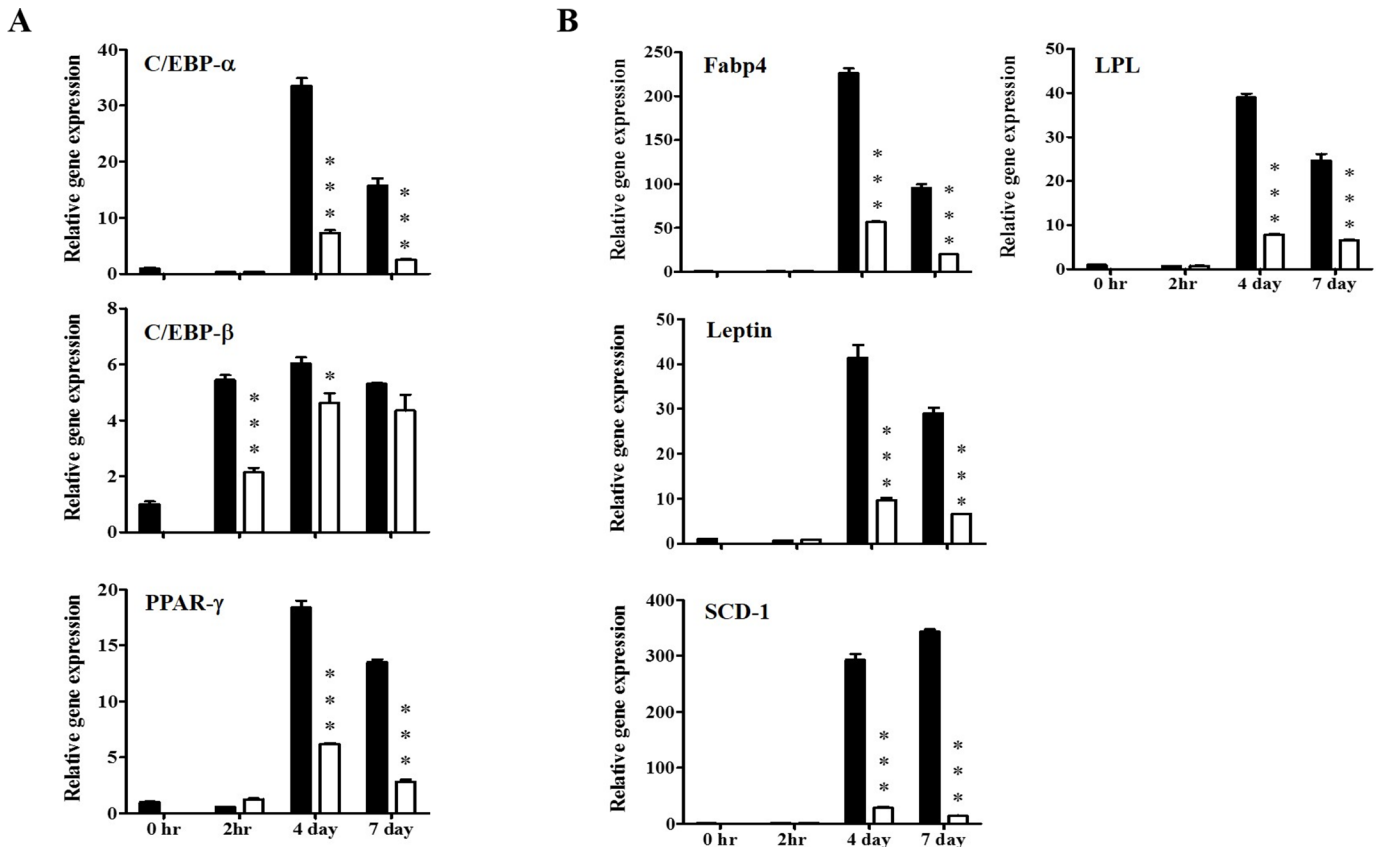 A
Relative gene expression
C/EBP-α
40
30
20
10
0
* * *
* * *
Relative gene expression
C/EBP-β
8
6
4
2
0
* * *
*
Relative gene expression
PPAR-γ
20
15
10
5
0
* * *
* * *
0 hr 2hr 4 day 7 day
B
Relative gene expression
Fabp4
250
200
150
100
50
0
* * *
* * *
Relative gene expression
LPL
50
40
30
20
10
0
* * *
* * *
0 hr 2hr 4 day 7 day
Relative gene expression
Leptin
50
40
30
20
10
0
* * *
* * *
Relative gene expression
SCD-1
400
300
200
100
0
* * *
* * *
0 hr 2hr 4 day 7 day